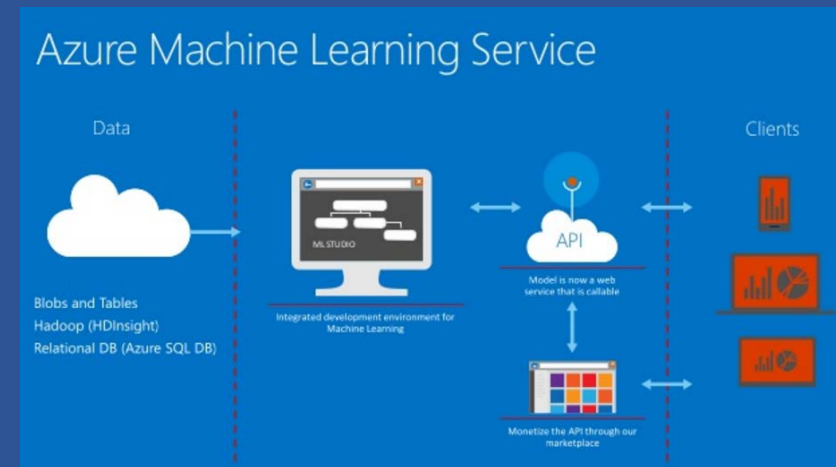 Azure Machine Learning Service
Data
Clients
ML STUDIO
API
Blobs and Tables
Hadoop (HDInsight)
Relational DB (Azure SQL DB)
Integrated development environment for
Machine Learning
Model is now a web
service that is callable
Monetize the API through our
marketplace